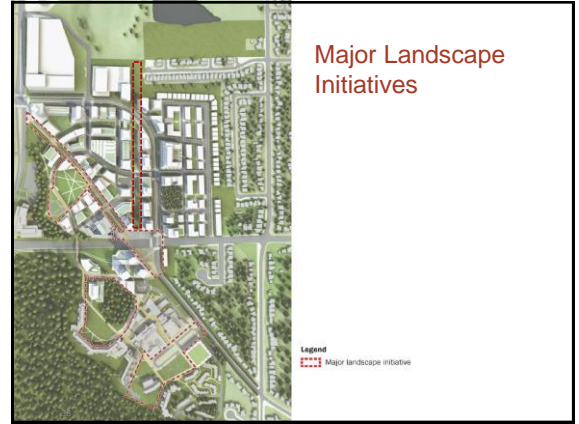 Major Landscape
Initiatives
Legend
Major landscape initiative